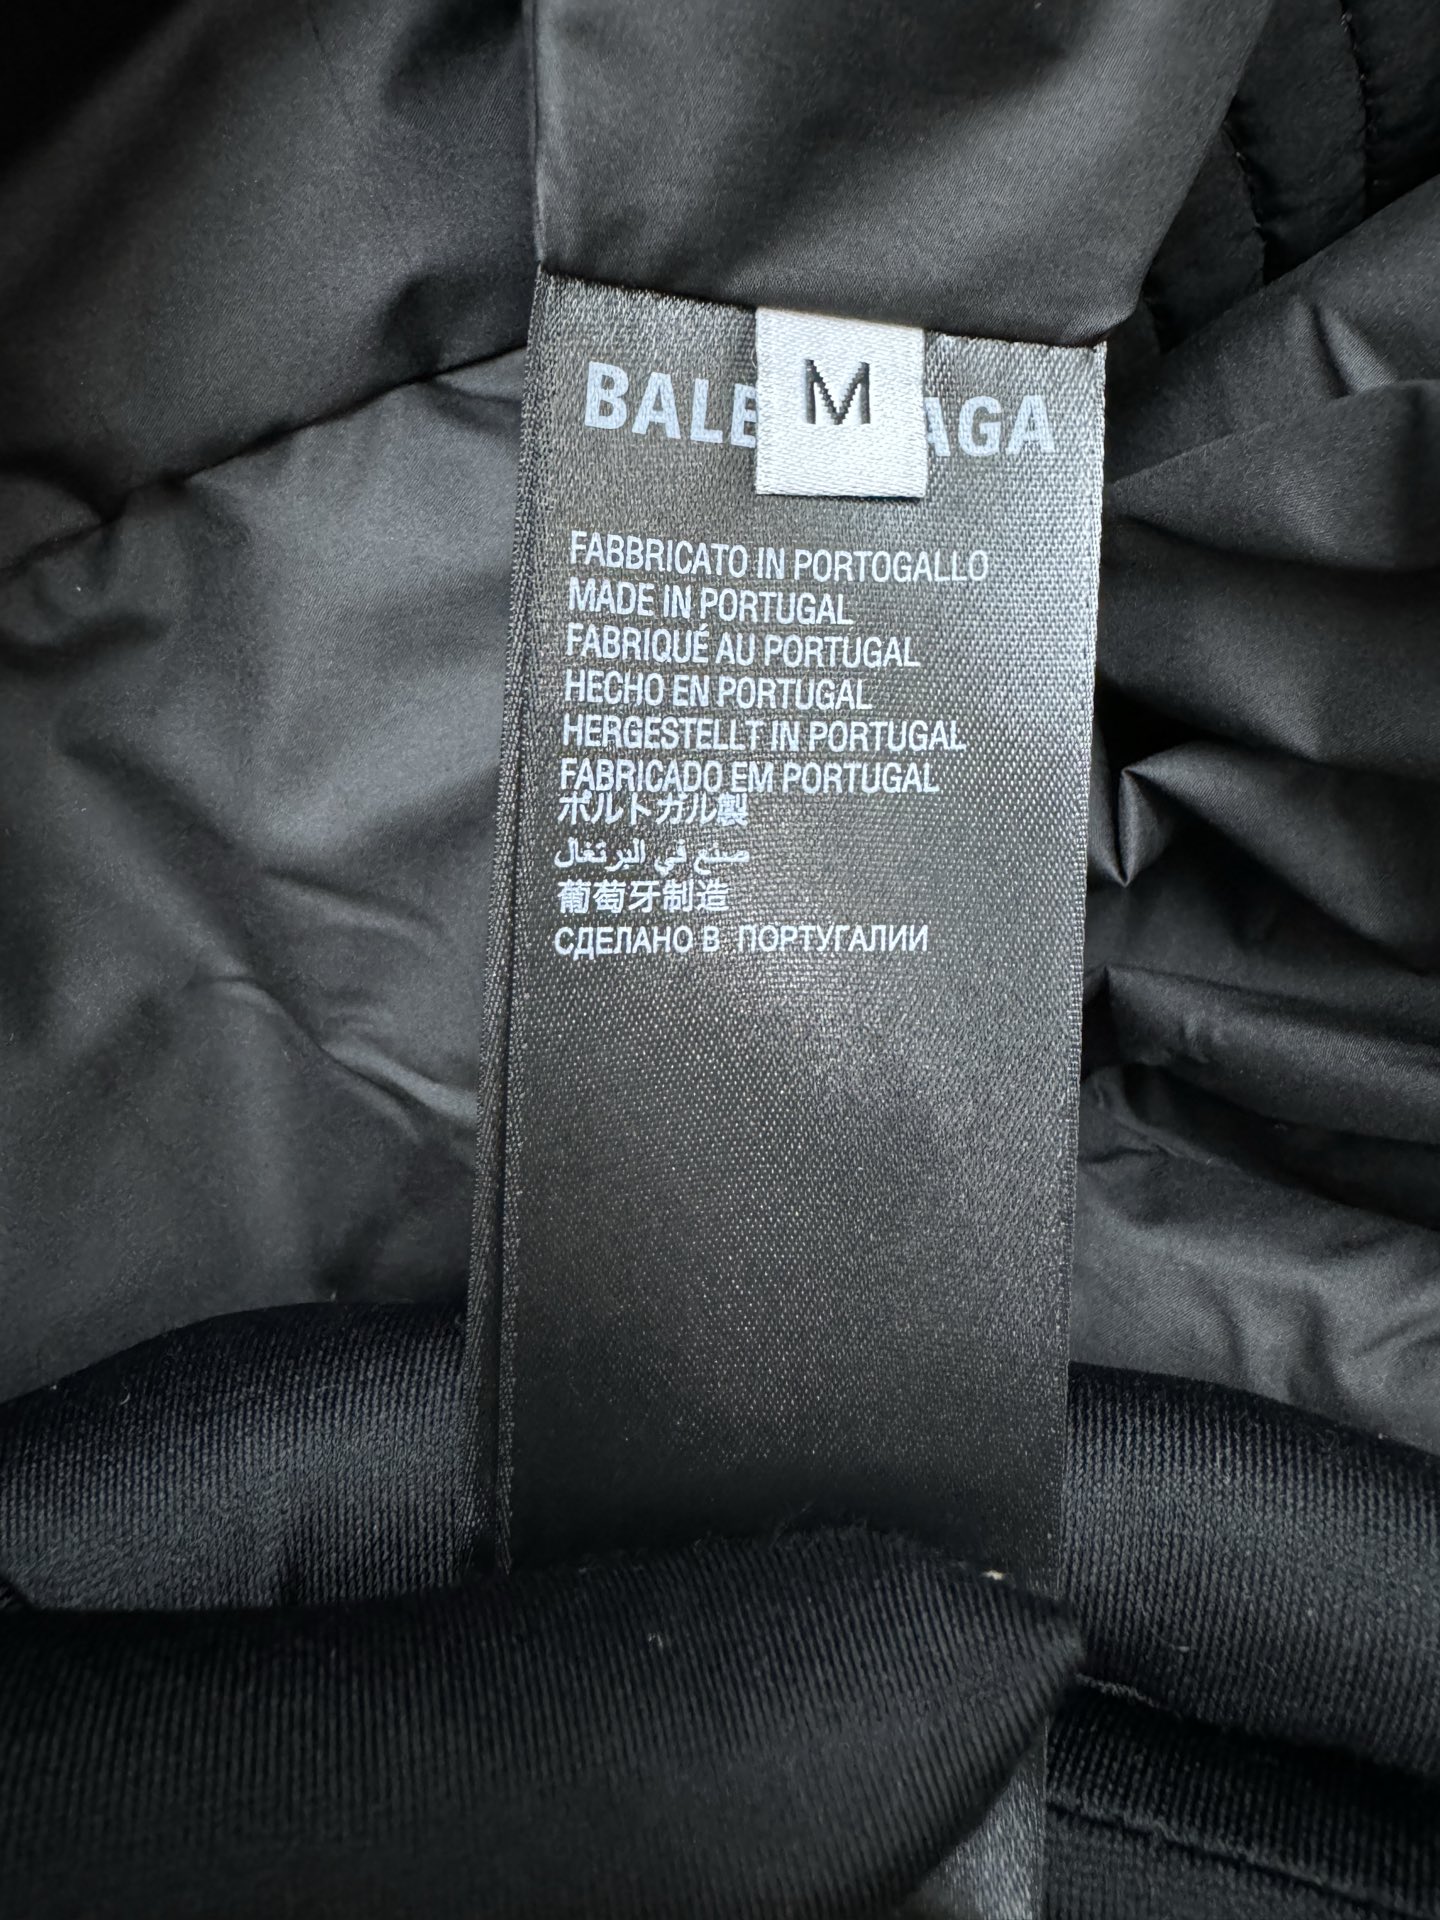 BALE AGA
M
FABBRICATO IN PORTOGALLO
MADE IN PORTUGAL
FABRIQUÉ AU PORTUGAL
HECHO EN PORTUGAL
HERGESTELLT IN PORTUGAL
FABRICADO EM PORTUGAL
ポルトガル製
صنع في البرتغال
葡萄牙制造
СДЕЛАНО В ПОРТУГАЛИИ